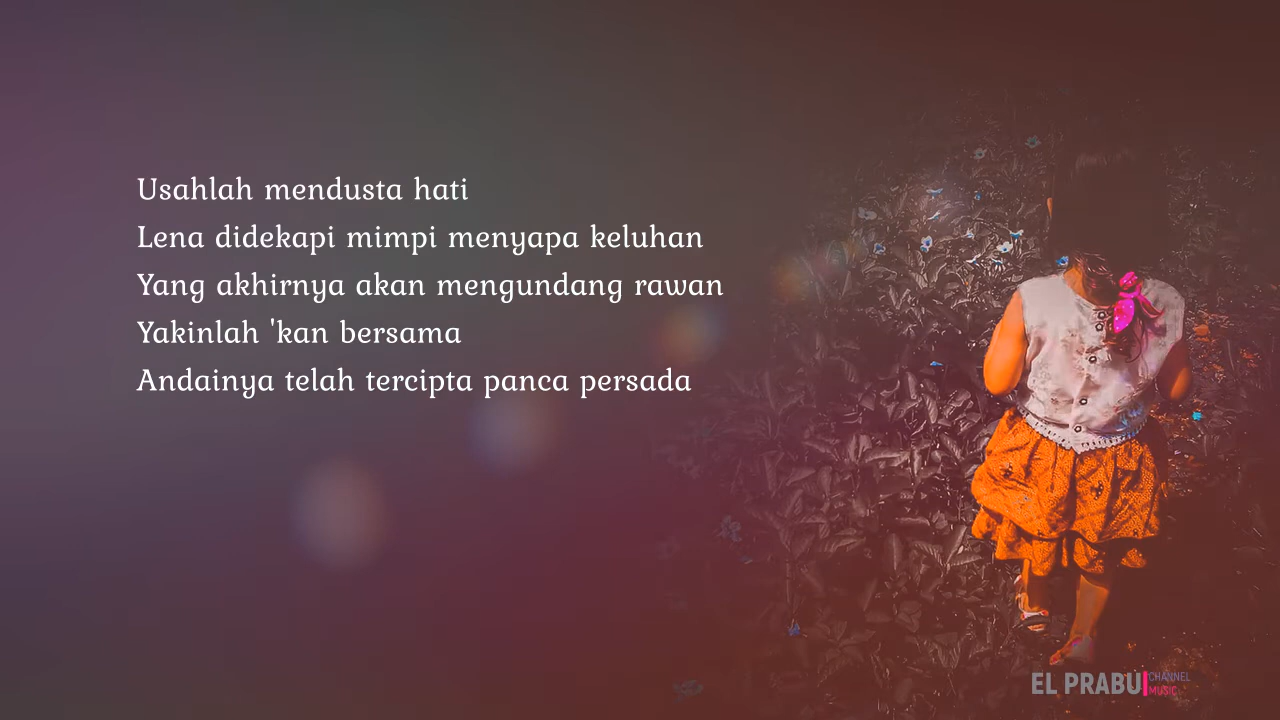 Usahlah mendusta hati
Lena didekapi mimpi menyapa keluhan
Yang akhirnya akan mengundang rawan
Yakinlah 'kan bersama
Andainya telah tercipta panca persada
EL PRABU CHANNEL
MUSIC